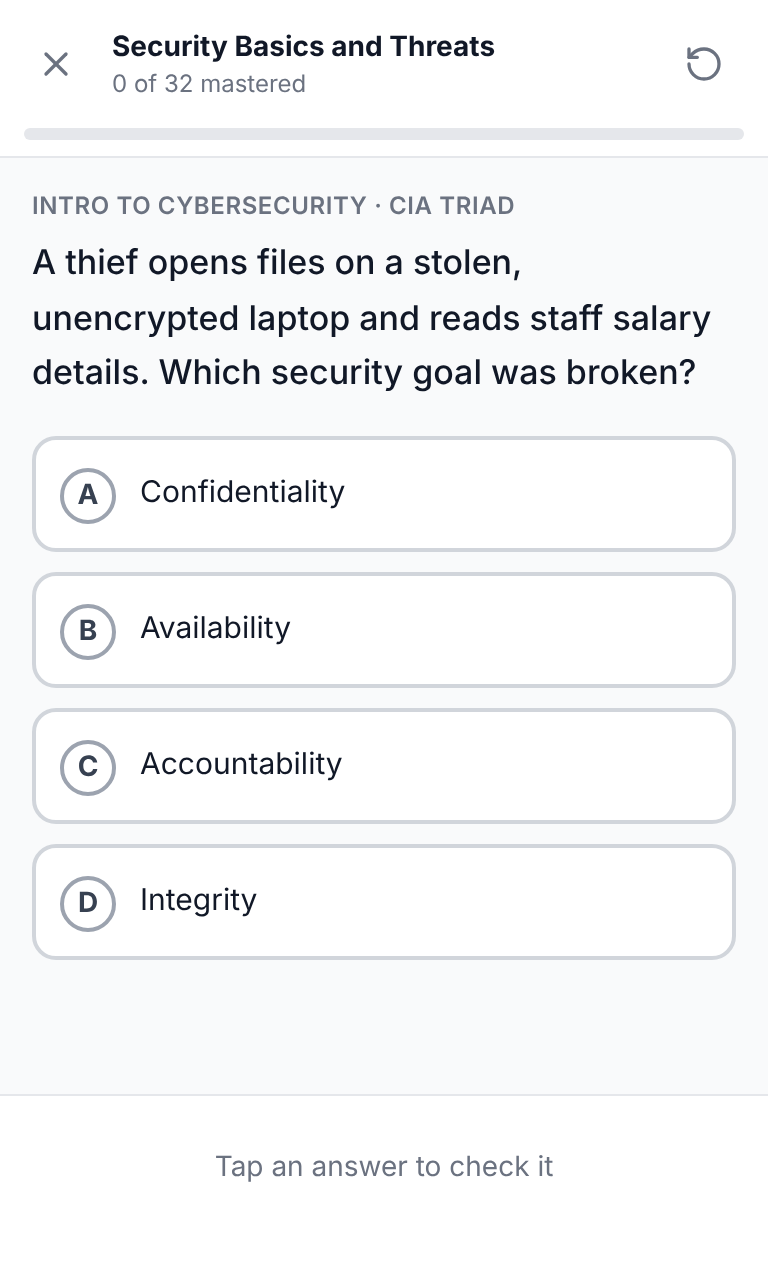 Security Basics and Threats
0 of 32 mastered
INTRO TO CYBERSECURITY · CIA TRIAD
A thief opens files on a stolen,
unencrypted laptop and reads staff salary
details. Which security goal was broken?
A Confidentiality
B Availability
C Accountability
D Integrity
Tap an answer to check it